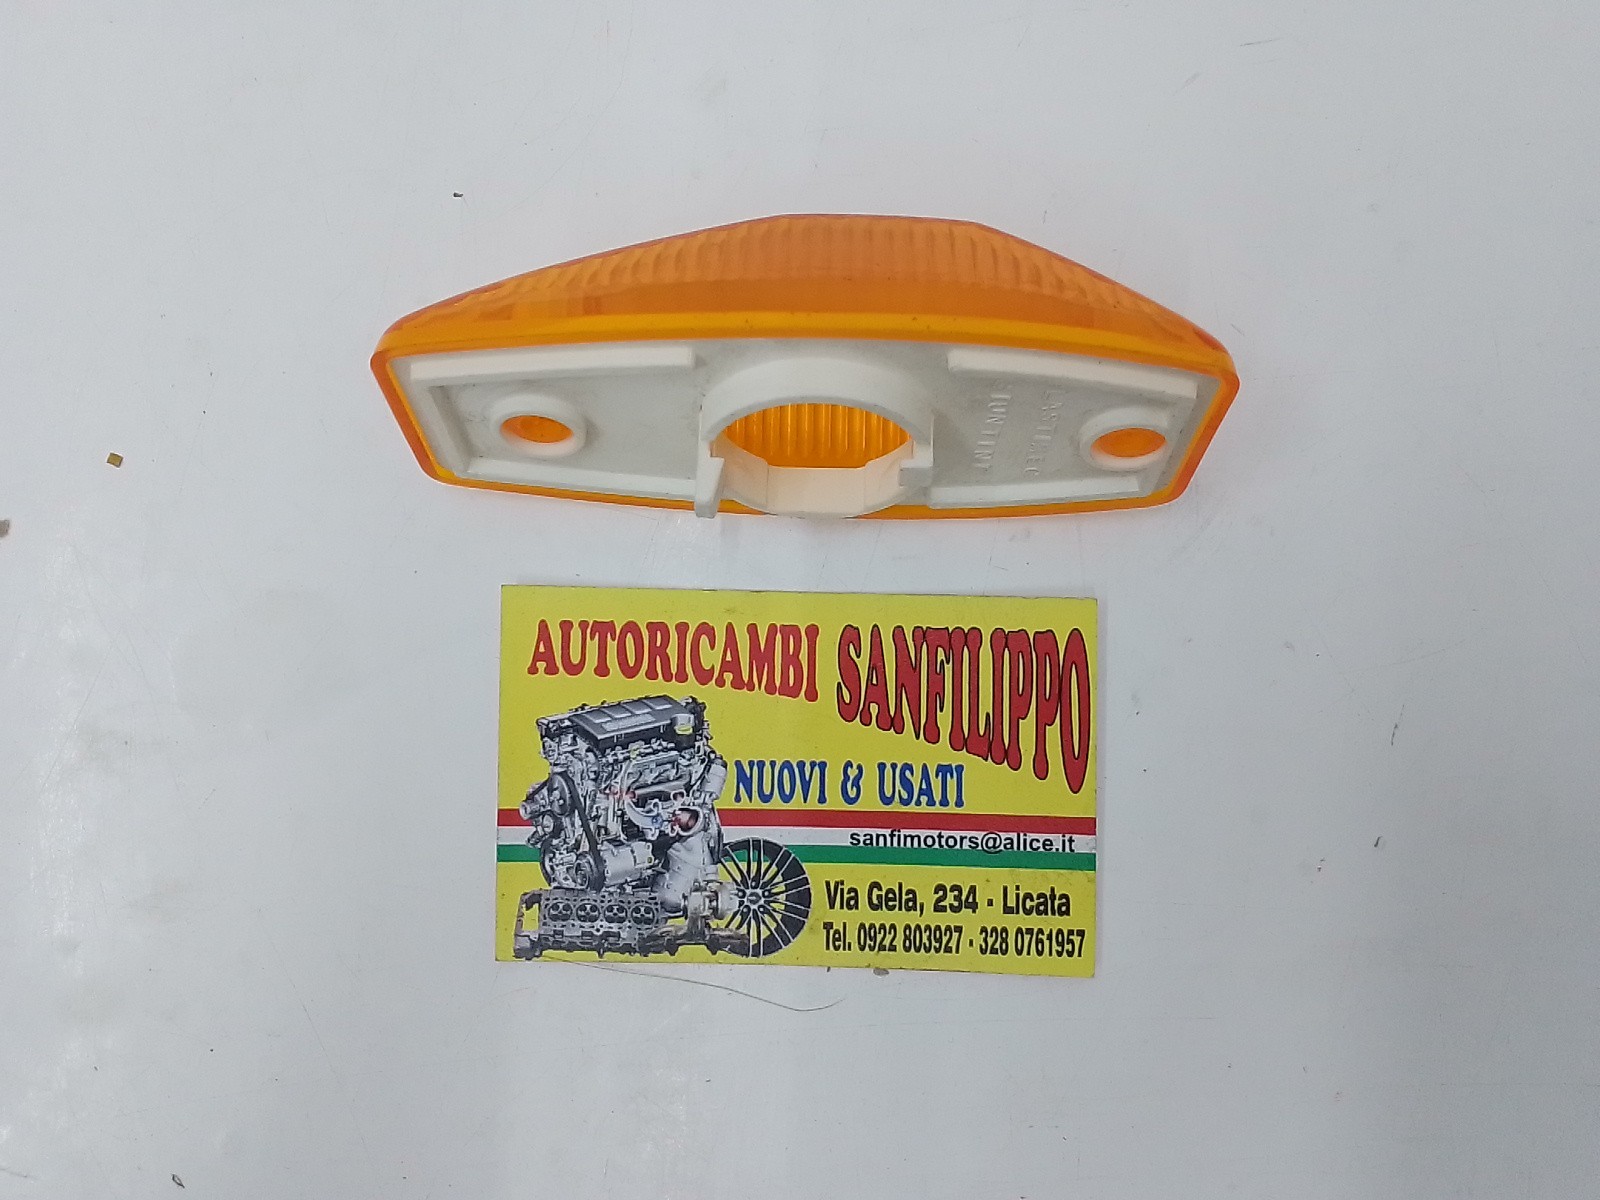 AUTORICAMBI SANFILIPPO
NUOVI & USATI
sanfimotors@alice.it
Via Gela, 234 - Licata
Tel. 0922 803927 - 328 0761957